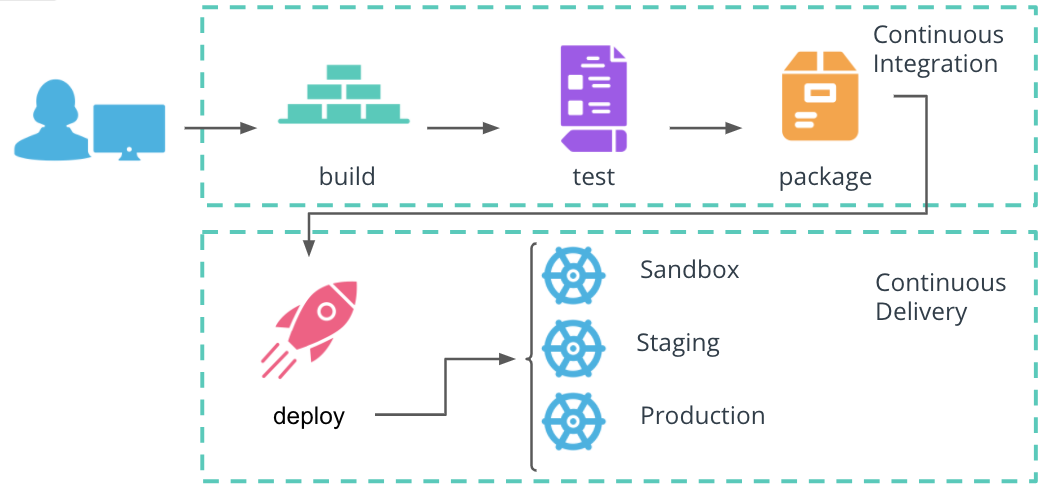 Continuous
Integration
build
test
package
Sandbox
Continuous
Delivery
Staging
deploy
Production